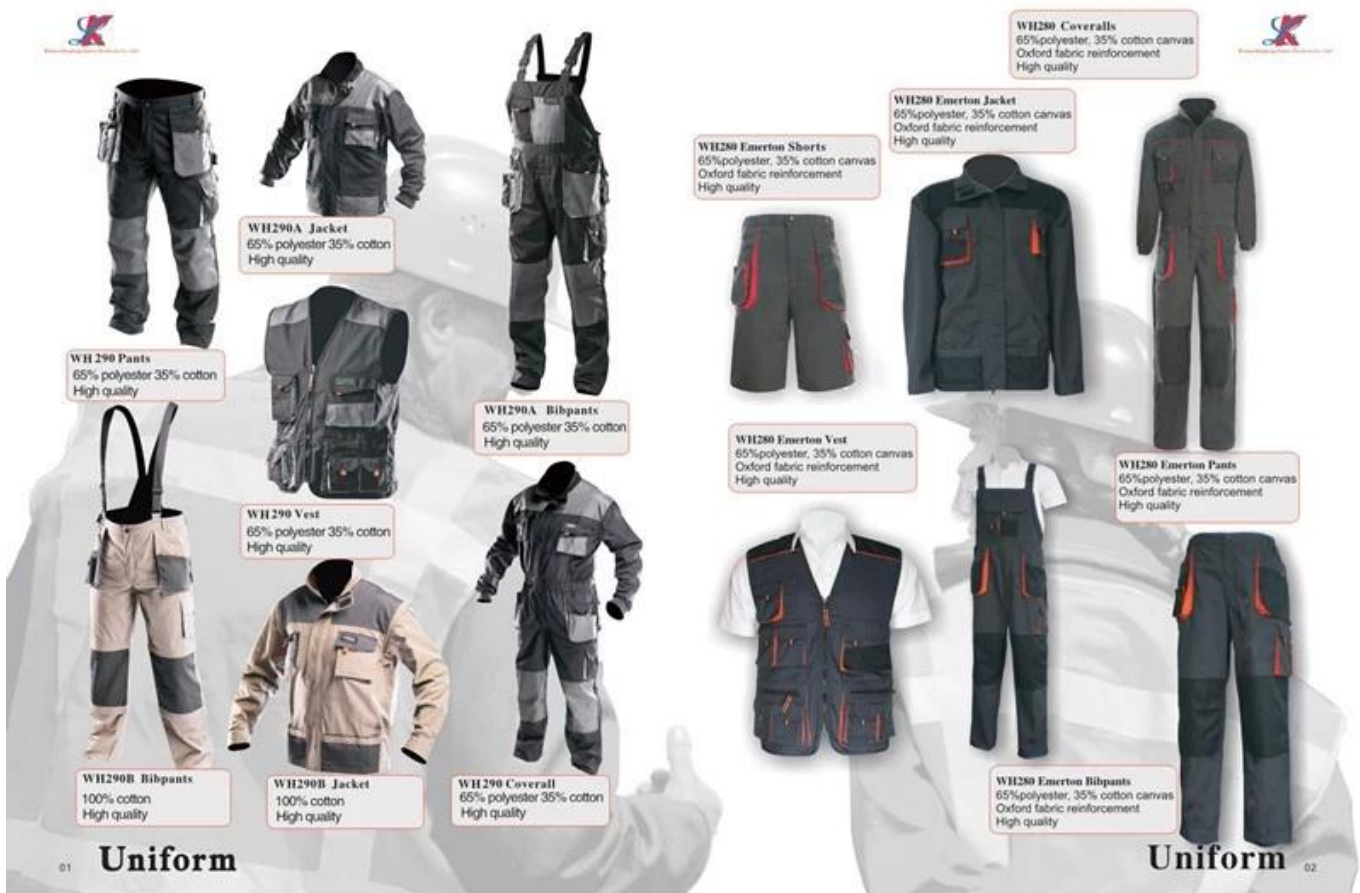 WH290A Jacket
65% polyester 35% cotton
High quality
WH 290 Pants
65% polyester 35% cotton
High quality
WH290A Bibpants
65% polyester 35% cotton
High quality
WH 290 Vest
65% polyester 35% cotton
High quality
WH290B Bibpants
100% cotton
High quality
WH290B Jacket
100% cotton
High quality
WH 290 Coverall
65% polyester 35% cotton
High quality
01 Uniform
WH280 Coveralls
65%polyester, 35% cotton canvas
Oxford fabric reinforcement
High quality
WH280 Emerton Jacket
65%polyester, 35% cotton canvas
Oxford fabric reinforcement
High quality
WH280 Emerton Shorts
65%polyester, 35% cotton canvas
Oxford fabric reinforcement
High quality
WH280 Emerton Vest
65%polyester, 35% cotton canvas
Oxford fabric reinforcement
High quality
WH280 Emerton Pants
65%polyester, 35% cotton canvas
Oxford fabric reinforcement
High quality
WH280 Emerton Bibpants
65%polyester, 35% cotton canvas
Oxford fabric reinforcement
High quality
Uniform 02